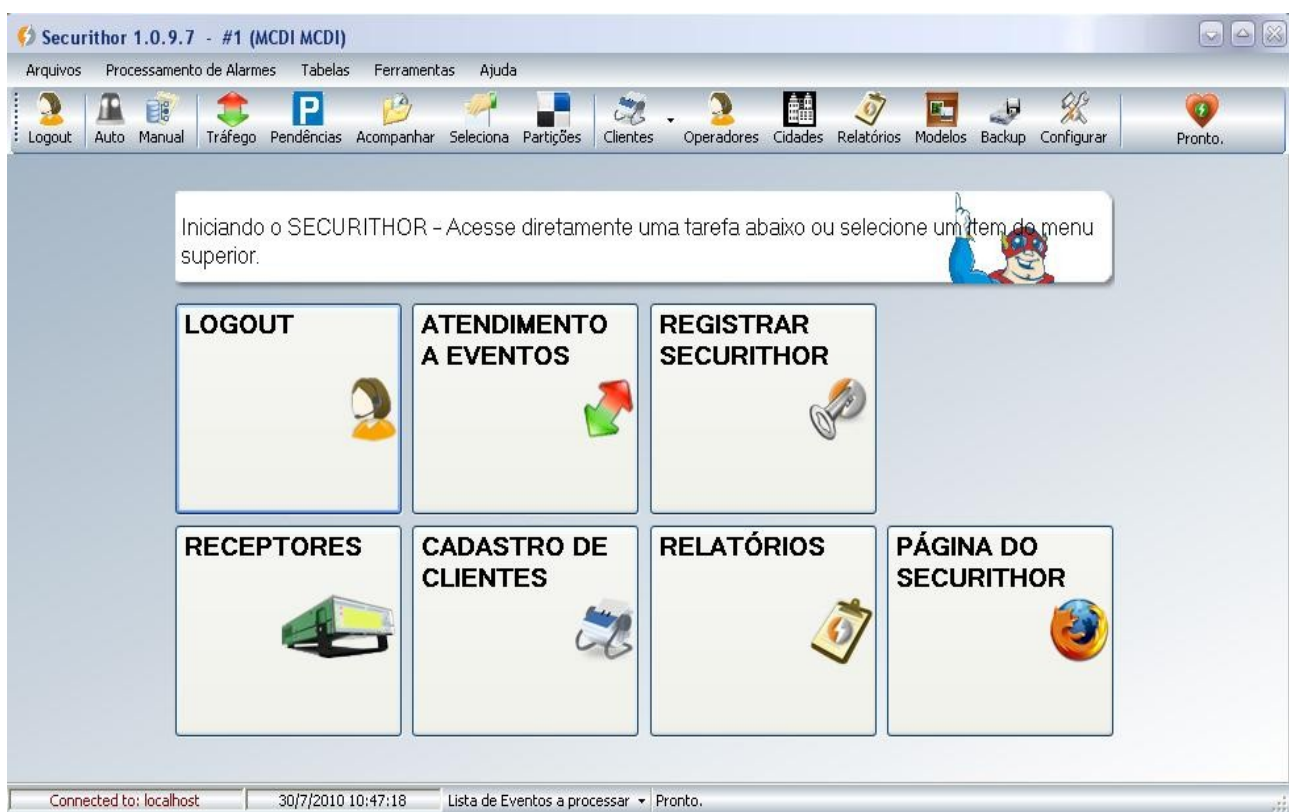 Securithor 1.0.9.7 - #1 (MCDI MCDI)
Arquivos Processamento de Alarmes Tabelas Ferramentas Ajuda
Logout Auto Manual Tráfego Pendências Acompanhar Seleciona Partições Clientes Operadores Cidades Relatórios Modelos Backup Configurar Pronto.
Iniciando o SECURITHOR - Acesse diretamente uma tarefa abaixo ou selecione um item do menu
superior.
LOGOUT
ATENDIMENTO
A EVENTOS
REGISTRAR
SECURITHOR
RECEPTORES
CADASTRO DE
CLIENTES
RELATÓRIOS
PÁGINA DO
SECURITHOR
Connected to: localhost 30/7/2010 10:47:18 Lista de Eventos a processar Pronto.